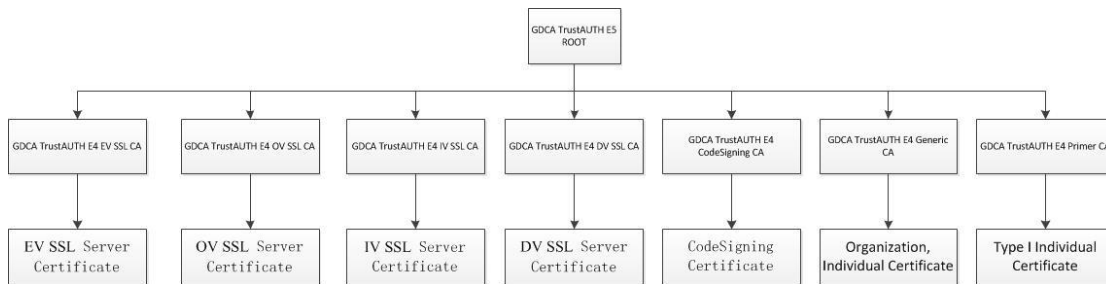 GDCA TrustAUTH E5
ROOT
GDCA TrustAUTH E4 EV SSL CA
GDCA TrustAUTH E4 OV SSL CA
GDCA TrustAUTH E4 IV SSL CA
GDCA TrustAUTH E4 DV SSL CA
GDCA TrustAUTH E4
CodeSigning CA
GDCA TrustAUTH E4 Generic
CA
GDCA TrustAUTH E4 Primer CA
EV SSL Server
Certificate
OV SSL Server
Certificate
IV SSL Server
Certificate
DV SSL Server
Certificate
CodeSigning
Certificate
Organization,
Individual Certificate
Type I Individual
Certificate